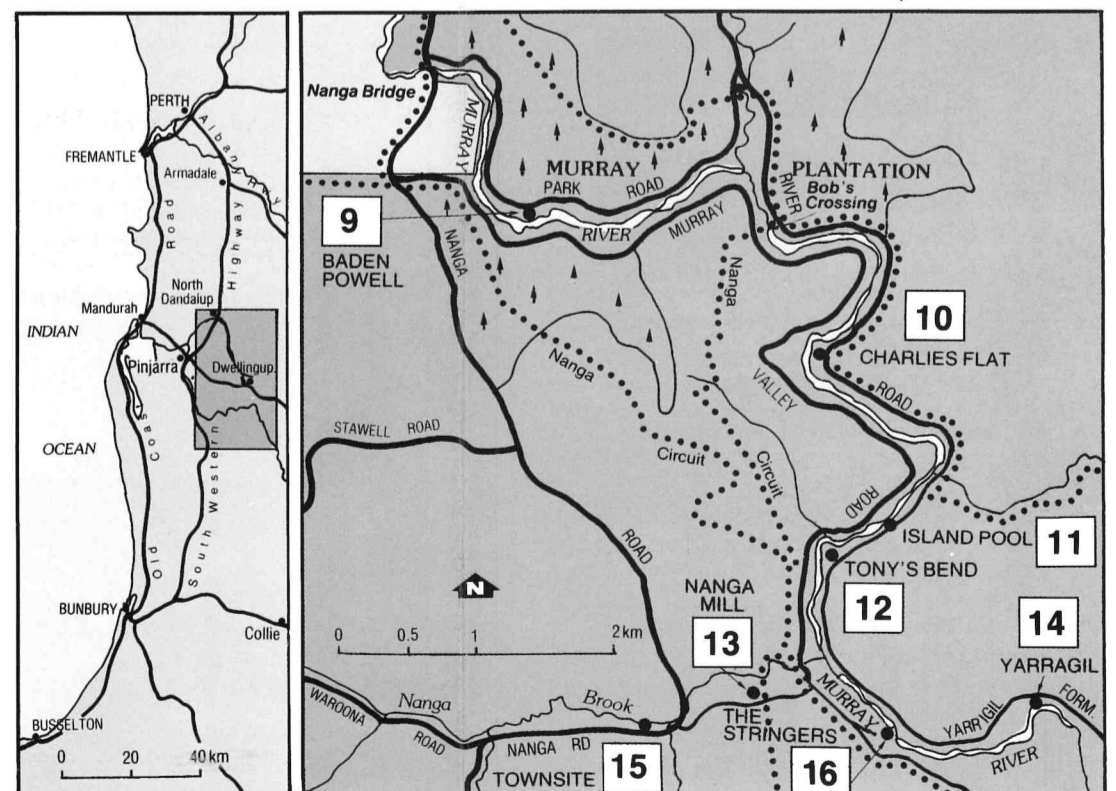 PERTH
FREMANTLE
Albany HWY
Armadale
Road
Highway
North
Dandalup
Mandurah
INDIAN
Pinjarra
Dwellingup
OCEAN
Coast
South Western
Old
BUNBURY
Collie
BUSSELTON
0 20 40 km
Nanga Bridge
MURRAY
MURRAY
PARK ROAD
PLANTATION
Bob's
Crossing
RIVER
9
BADEN
POWELL
NANGA
RIVER
MURRAY
Nanga
10
CHARLIES FLAT
Nanga
VALLEY
ROAD
STAWELL ROAD
Circuit
Circuit
ROAD
ROAD
ISLAND POOL
11
TONY'S BEND
N
NANGA
MILL
12
14
0 0.5 1 2 km
13
YARRAGIL
WAROONA
Nanga
Brook
MURRAY
YARRIGIL
FORM.
ROAD
NANGA RD
THE
STRINGERS
RIVER
TOWNSITE
15
16